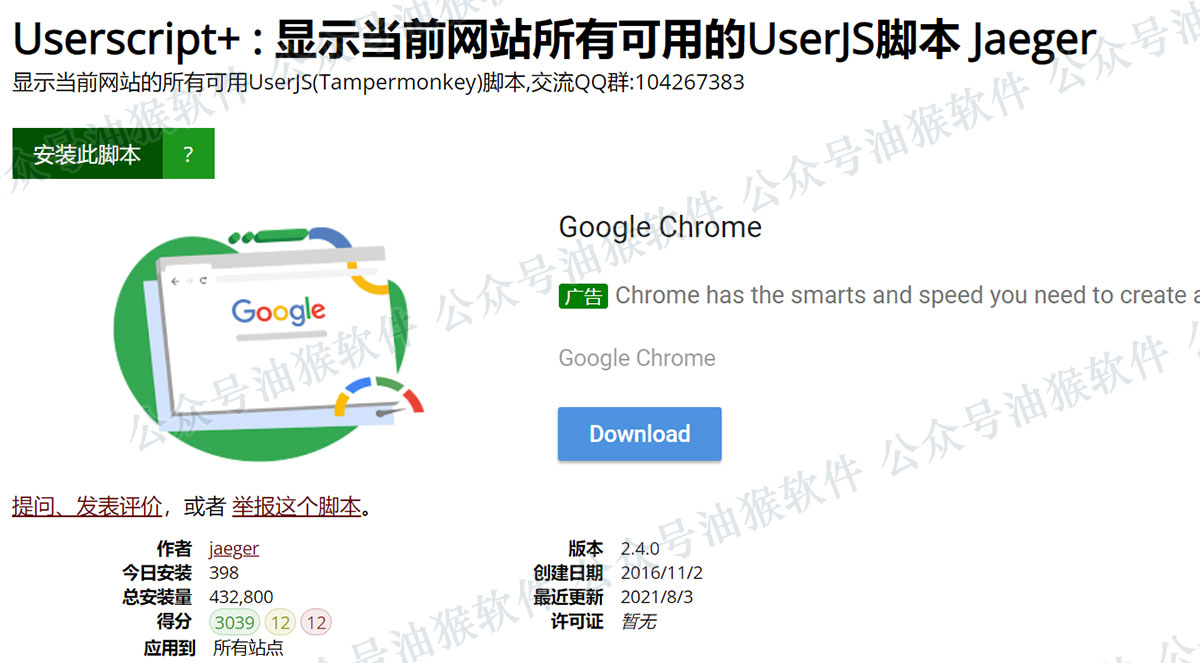 Userscript+ : 显示当前网站所有可用的UserJS脚本 Jaeger
显示当前网站的所有可用UserJS(Tampermonkey)脚本,交流QQ群:104267383
安装此脚本 ?
Google
Google Chrome
广告 Chrome has the smarts and speed you need to create a
Google Chrome
Download
提问、发表评价，或者 举报这个脚本。
作者 jaeger
今日安装 398
总安装量 432,800
得分 3039 12 12
应用到 所有站点
版本 2.4.0
创建日期 2016/11/2
最近更新 2021/8/3
许可证 暂无
公众号油猴软件
公众号油猴软件
公众号油猴软件
公众号油猴软件
公众号油猴软件
公众号油猴软件